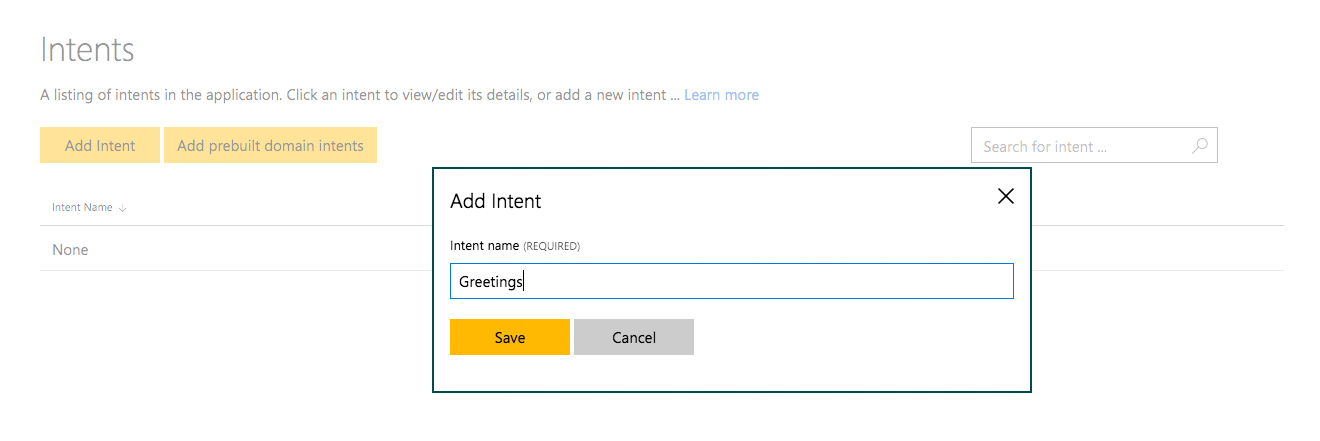 Intents
A listing of intents in the application. Click an intent to view/edit its details, or add a new intent ... Learn more
Add Intent Add prebuilt domain intents Search for intent ...
Add Intent
Intent Name
Intent name (REQUIRED)
None
Greetings
Save Cancel